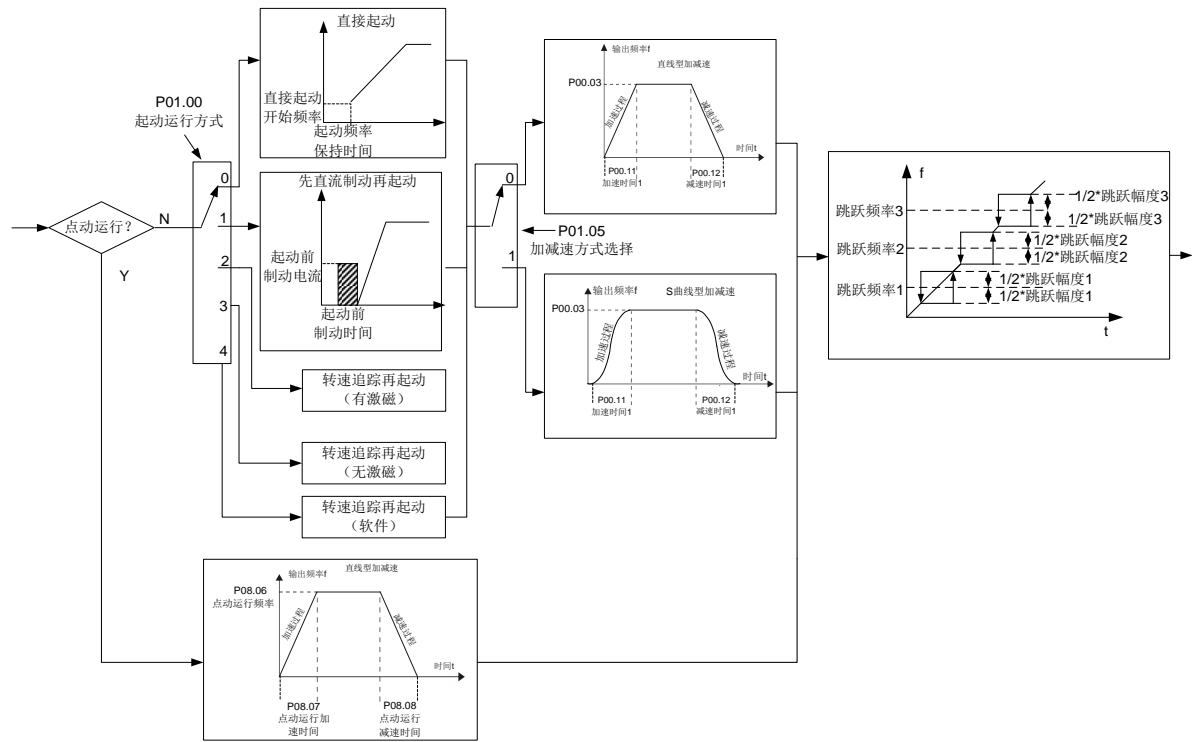 点动运行？
N
Y
P01.00
起动运行方式
0
1
2
3
4
直接起动
直接起动
开始频率
起动频率
保持时间
先直流制动再起动
起动前
制动电流
起动前
制动时间
转速追踪再起动
（有激磁）
转速追踪再起动
（无激磁）
转速追踪再起动
（软件）
0
1
P01.05
加减速方式选择
输出频率f
直线型加减速
P00.03
加速过程
减速过程
时间t
P00.11
加速时间1
P00.12
减速时间1
输出频率f
S曲线型加减速
P00.03
加速过程
减速过程
时间t
P00.11
加速时间1
P00.12
减速时间1
f
跳跃频率3
跳跃频率2
跳跃频率1
1/2*跳跃幅度3
1/2*跳跃幅度3
1/2*跳跃幅度2
1/2*跳跃幅度2
1/2*跳跃幅度1
1/2*跳跃幅度1
t
输出频率f
直线型加减速
P08.06
点动运行频率
加速过程
减速过程
时间t
P08.07
点动运行加
速时间
P08.08
点动运行
减速时间